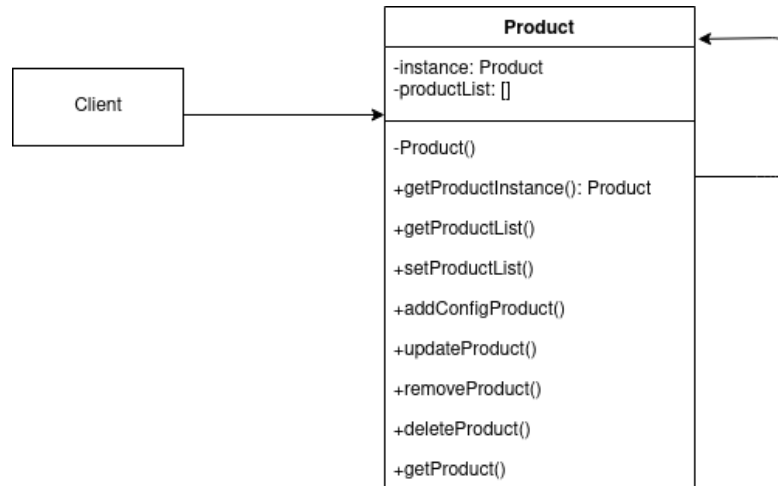 Product
-instance: Product
-productList: []
Client
-Product()
+getProductInstance(): Product
+getProductList()
+setProductList()
+addConfigProduct()
+updateProduct()
+removeProduct()
+deleteProduct()
+getProduct()